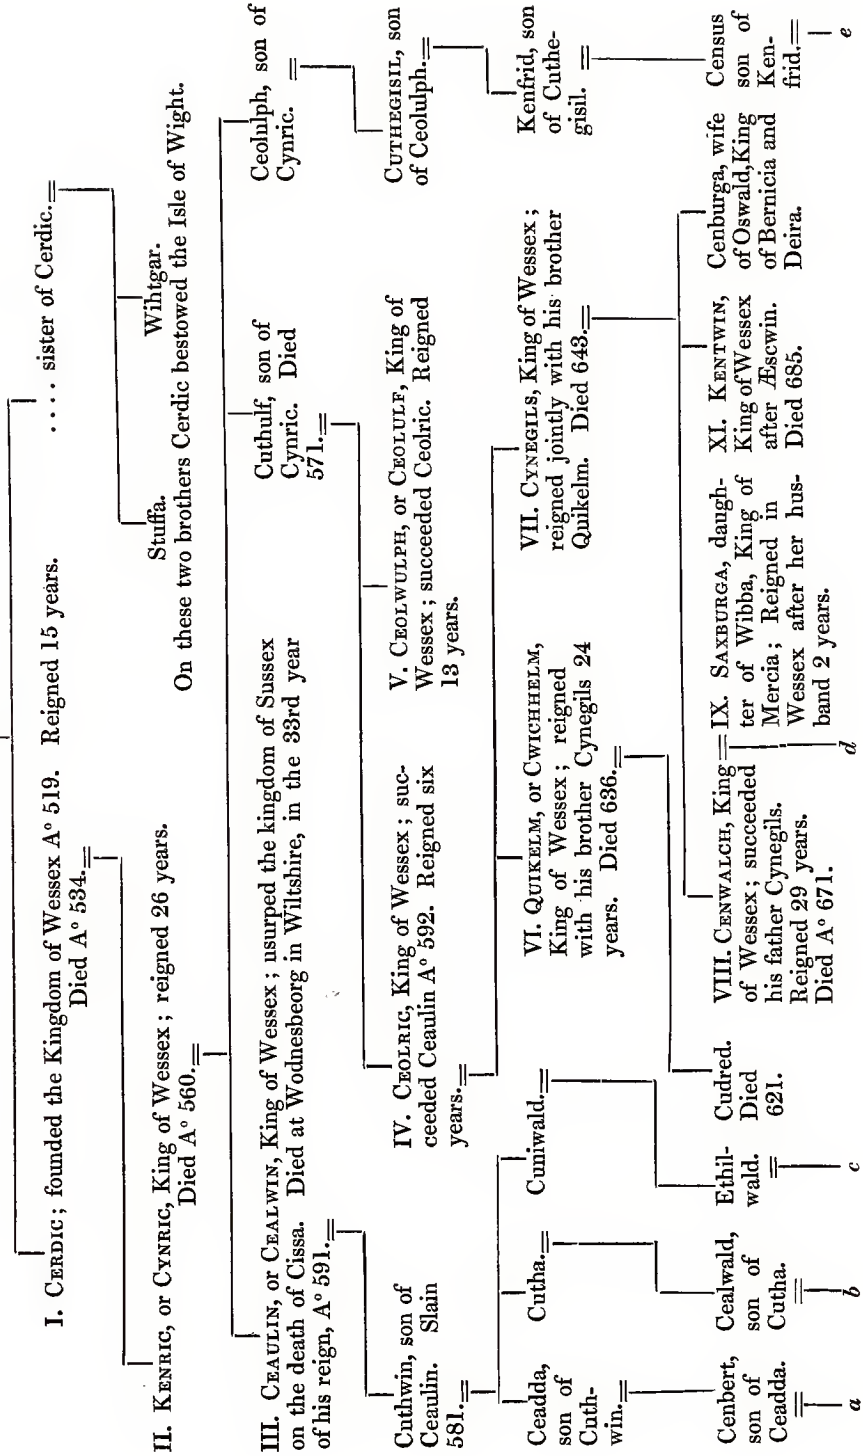 I. CERDIC; founded the Kingdom of Wessex A° 519. Reigned 15 years.
Died A° 534.
.... sister of Cerdic.
Stuffa.
Wihtgar.
On these two brothers Cerdic bestowed the Isle of Wight.
II. KENRIC, or CYNRIC, King of Wessex; reigned 26 years.
Died A° 560.
III. CEAULIN, or CEALWIN, King of Wessex; usurped the kingdom of Sussex
on the death of Cissa. Died at Wodnesbeorg in Wiltshire, in the 33rd year
of his reign, A° 591.
Cuthulf, son of
Cynric. Died
571.
Ceolulph, son of
Cynric.
Cuthwin, son of
Ceaulin. Slain
581.
IV. CEOLRIC, King of Wessex; suc-
ceeded Ceaulin A° 592. Reigned six
years.
V. CEOLWULPH, or CEOLULF, King of
Wessex; succeeded Ceolric. Reigned
13 years.
CUTHEGISIL, son
of Ceolulph.
Ceadda,
son of
Cuth-
win.
Cutha.
Cuniwald.
VI. QUIKELM, or CWICHHELM,
King of Wessex; reigned
with his brother Cynegils 24
years. Died 636.
VII. CYNEGILS, King of Wessex;
reigned jointly with his brother
Quikelm. Died 643.
Kenfrid, son
of Cuthe-
gisil.
Cenbert,
son of
Ceadda.
Cealwald,
son of
Cutha.
Ethil-
wald.
Cudred.
Died
621.
VIII. CENWALCH, King
of Wessex; succeeded
his father Cynegils.
Reigned 29 years.
Died A° 671.
IX. SAXBURGA, daugh-
ter of Wibba, King of
Mercia; Reigned in
Wessex after her hus-
band 2 years.
XI. KENTWIN,
King of Wessex
after Æscwin.
Died 685.
Cenburga, wife
of Oswald, King
of Bernicia and
Deira.
Census
son of
Ken-
frid.
a
b
c
d
e